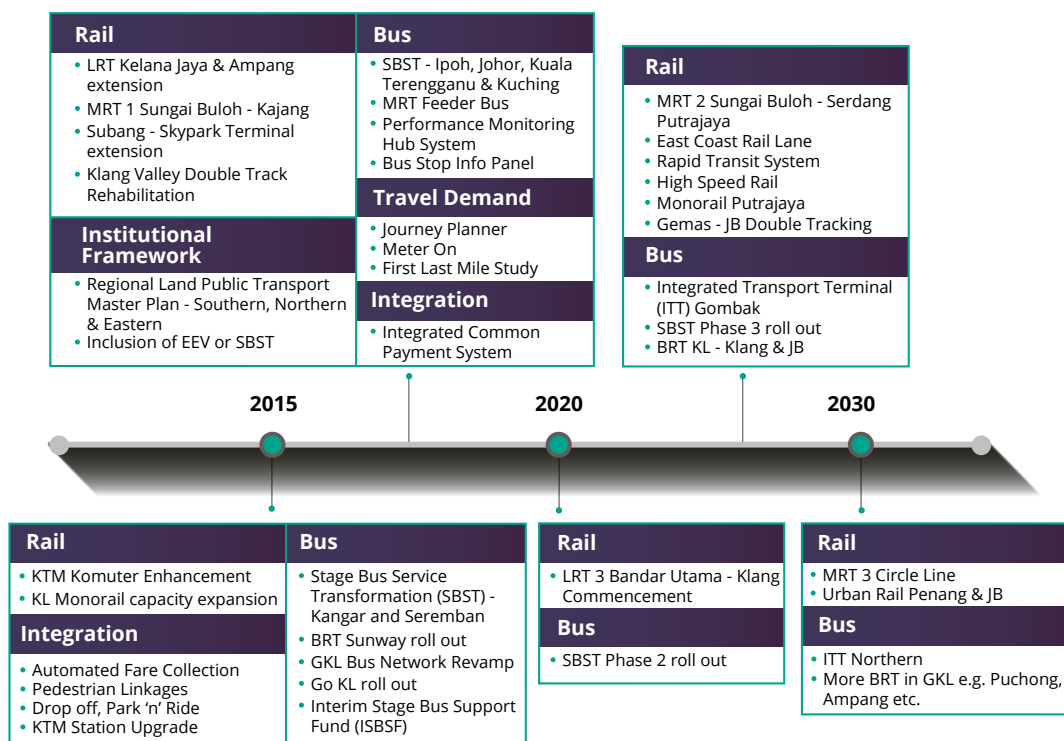 Rail
• LRT Kelana Jaya & Ampang
extension
• MRT 1 Sungai Buloh - Kajang
• Subang - Skypark Terminal
extension
• Klang Valley Double Track
Rehabilitation
Institutional
Framework
• Regional Land Public Transport
Master Plan - Southern, Northern
& Eastern
• Inclusion of EEV or SBST
Bus
• SBST - Ipoh, Johor, Kuala
Terengganu & Kuching
• MRT Feeder Bus
• Performance Monitoring
Hub System
• Bus Stop Info Panel
Travel Demand
• Journey Planner
• Meter On
• First Last Mile Study
Integration
• Integrated Common
Payment System
Rail
• MRT 2 Sungai Buloh - Serdang
Putrajaya
• East Coast Rail Lane
• Rapid Transit System
• High Speed Rail
• Monorail Putrajaya
• Gemas - JB Double Tracking
Bus
• Integrated Transport Terminal
(ITT) Gombak
• SBST Phase 3 roll out
• BRT KL - Klang & JB
2015
2020
2030
Rail
• KTM Komuter Enhancement
• KL Monorail capacity expansion
Integration
• Automated Fare Collection
• Pedestrian Linkages
• Drop off, Park ‘n’ Ride
• KTM Station Upgrade
Bus
• Stage Bus Service
Transformation (SBST) -
Kangar and Seremban
• BRT Sunway roll out
• GKL Bus Network Revamp
• Go KL roll out
• Interim Stage Bus Support
Fund (ISBSF)
Rail
• LRT 3 Bandar Utama - Klang
Commencement
Bus
• SBST Phase 2 roll out
Rail
• MRT 3 Circle Line
• Urban Rail Penang & JB
Bus
• ITT Northern
• More BRT in GKL e.g. Puchong,
Ampang etc.